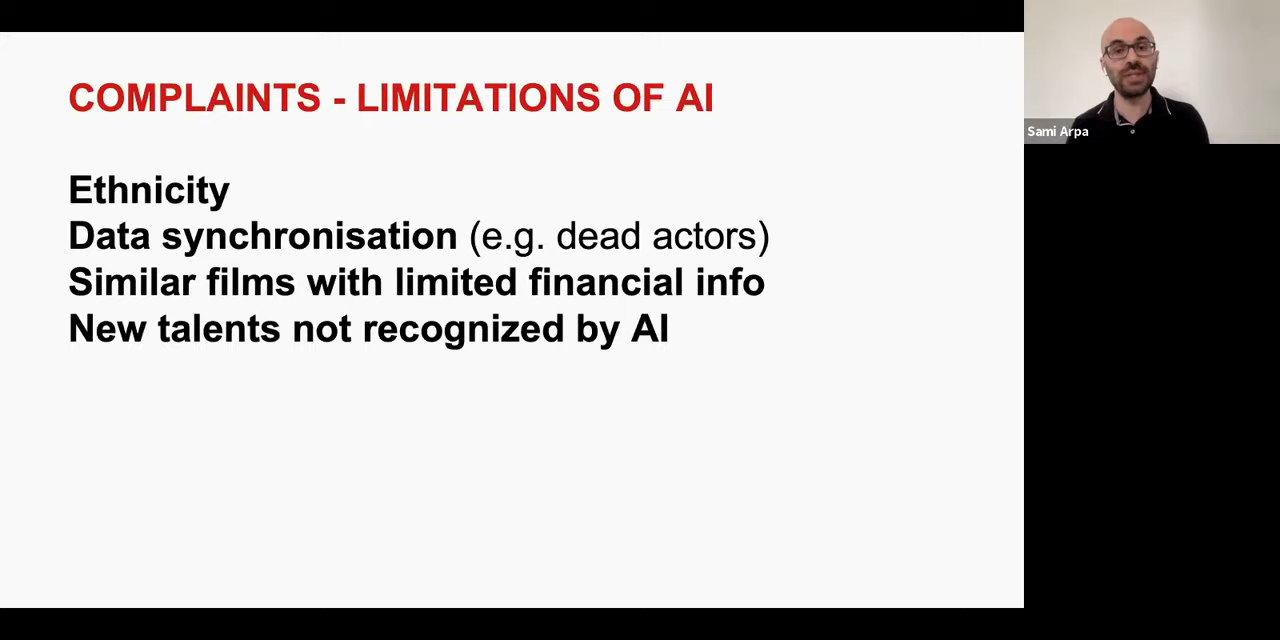 COMPLAINTS - LIMITATIONS OF AI
Ethnicity
Data synchronisation (e.g. dead actors)
Similar films with limited financial info
New talents not recognized by AI
Sami Arpa